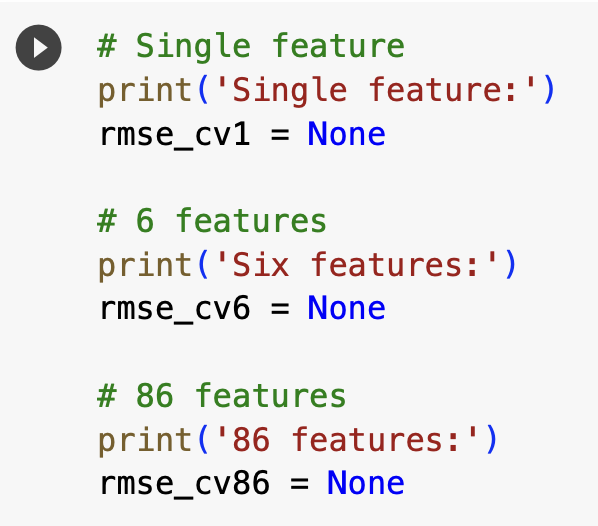 # Single feature
print('Single feature:')
rmse_cv1 = None
# 6 features
print('Six features:')
rmse_cv6 = None
# 86 features
print('86 features:')
rmse_cv86 = None